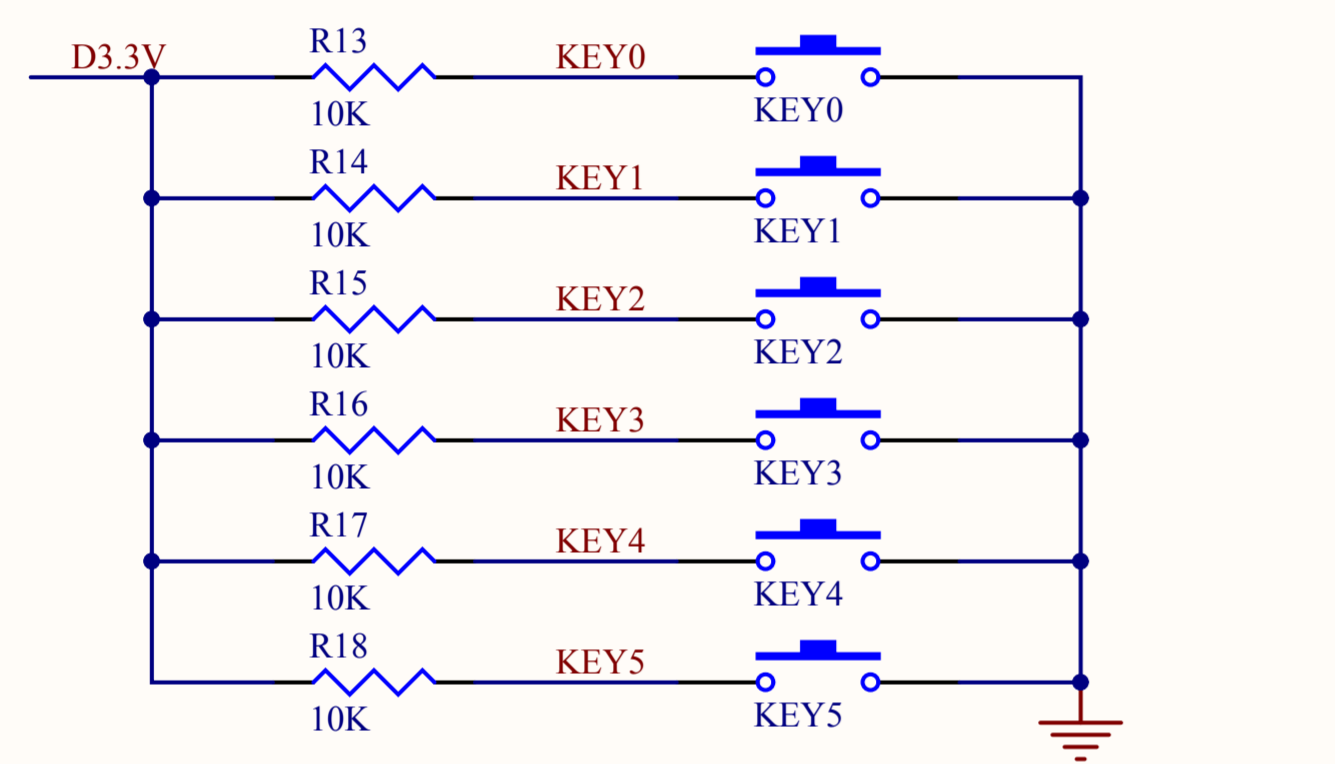 R13
D3.3V KEY0
10K KEY0
R14
KEY1
10K KEY1
R15
KEY2
10K KEY2
R16
KEY3
10K KEY3
R17
KEY4
10K KEY4
R18
KEY5
10K KEY5